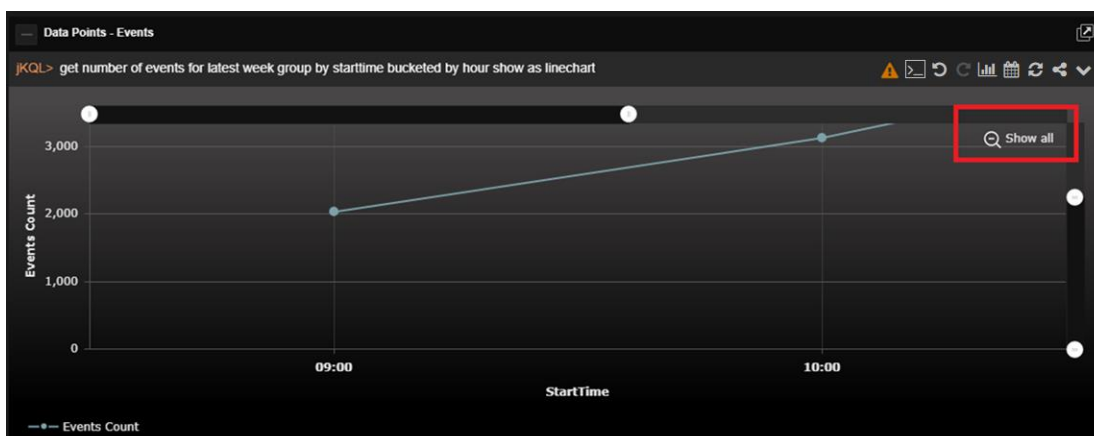 Data Points - Events
jKQL> get number of events for latest week group by starttime bucketed by hour show as linechart
Show all
3,000
2,000
1,000
0
Events Count
09:00
10:00
StartTime
Events Count